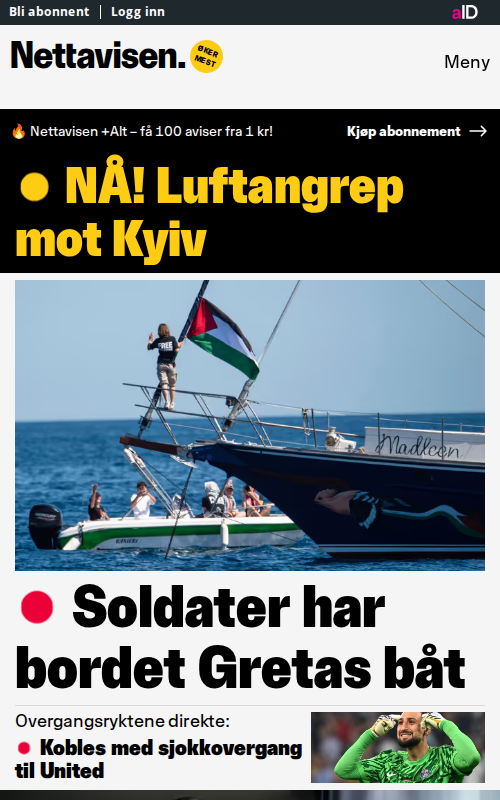 Bli abonnent | Logg inn
aID
Nettavisen.
ØKER
MEST
Meny
Nettavisen +Alt – få 100 aviser fra 1 kr!
Kjøp abonnement
NÅ! Luftangrep
mot Kyiv
FREE
Madleen
Soldater har
bordet Gretas båt
Overgangsryktene direkte:
Kobles med sjokkovergang
til United